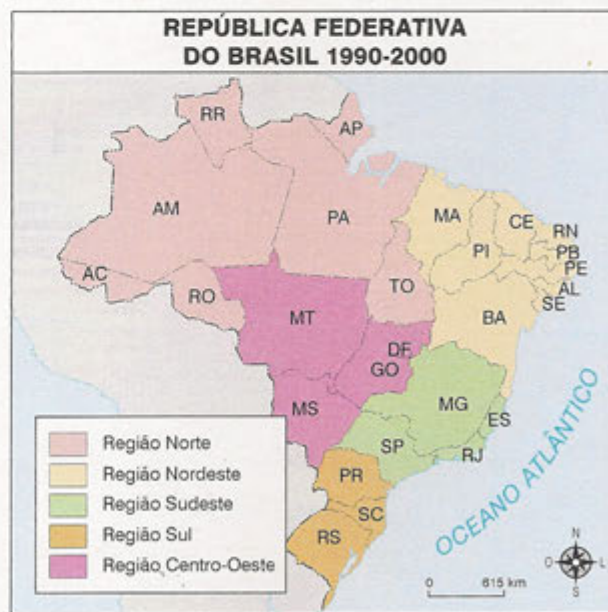 REPÚBLICA FEDERATIVA
DO BRASIL 1990-2000
RR
AP
AM
PA
MA
CE
RN
PI
PB
PE
AC
TO
AL
RO
SE
MT
BA
DF
GO
MS
MG
ES
SP
RJ
PR
SC
RS
OCEANO ATLÂNTICO
Região Norte
Região Nordeste
Região Sudeste
Região Sul
Região Centro-Oeste
N
O
L
S
0 615 km